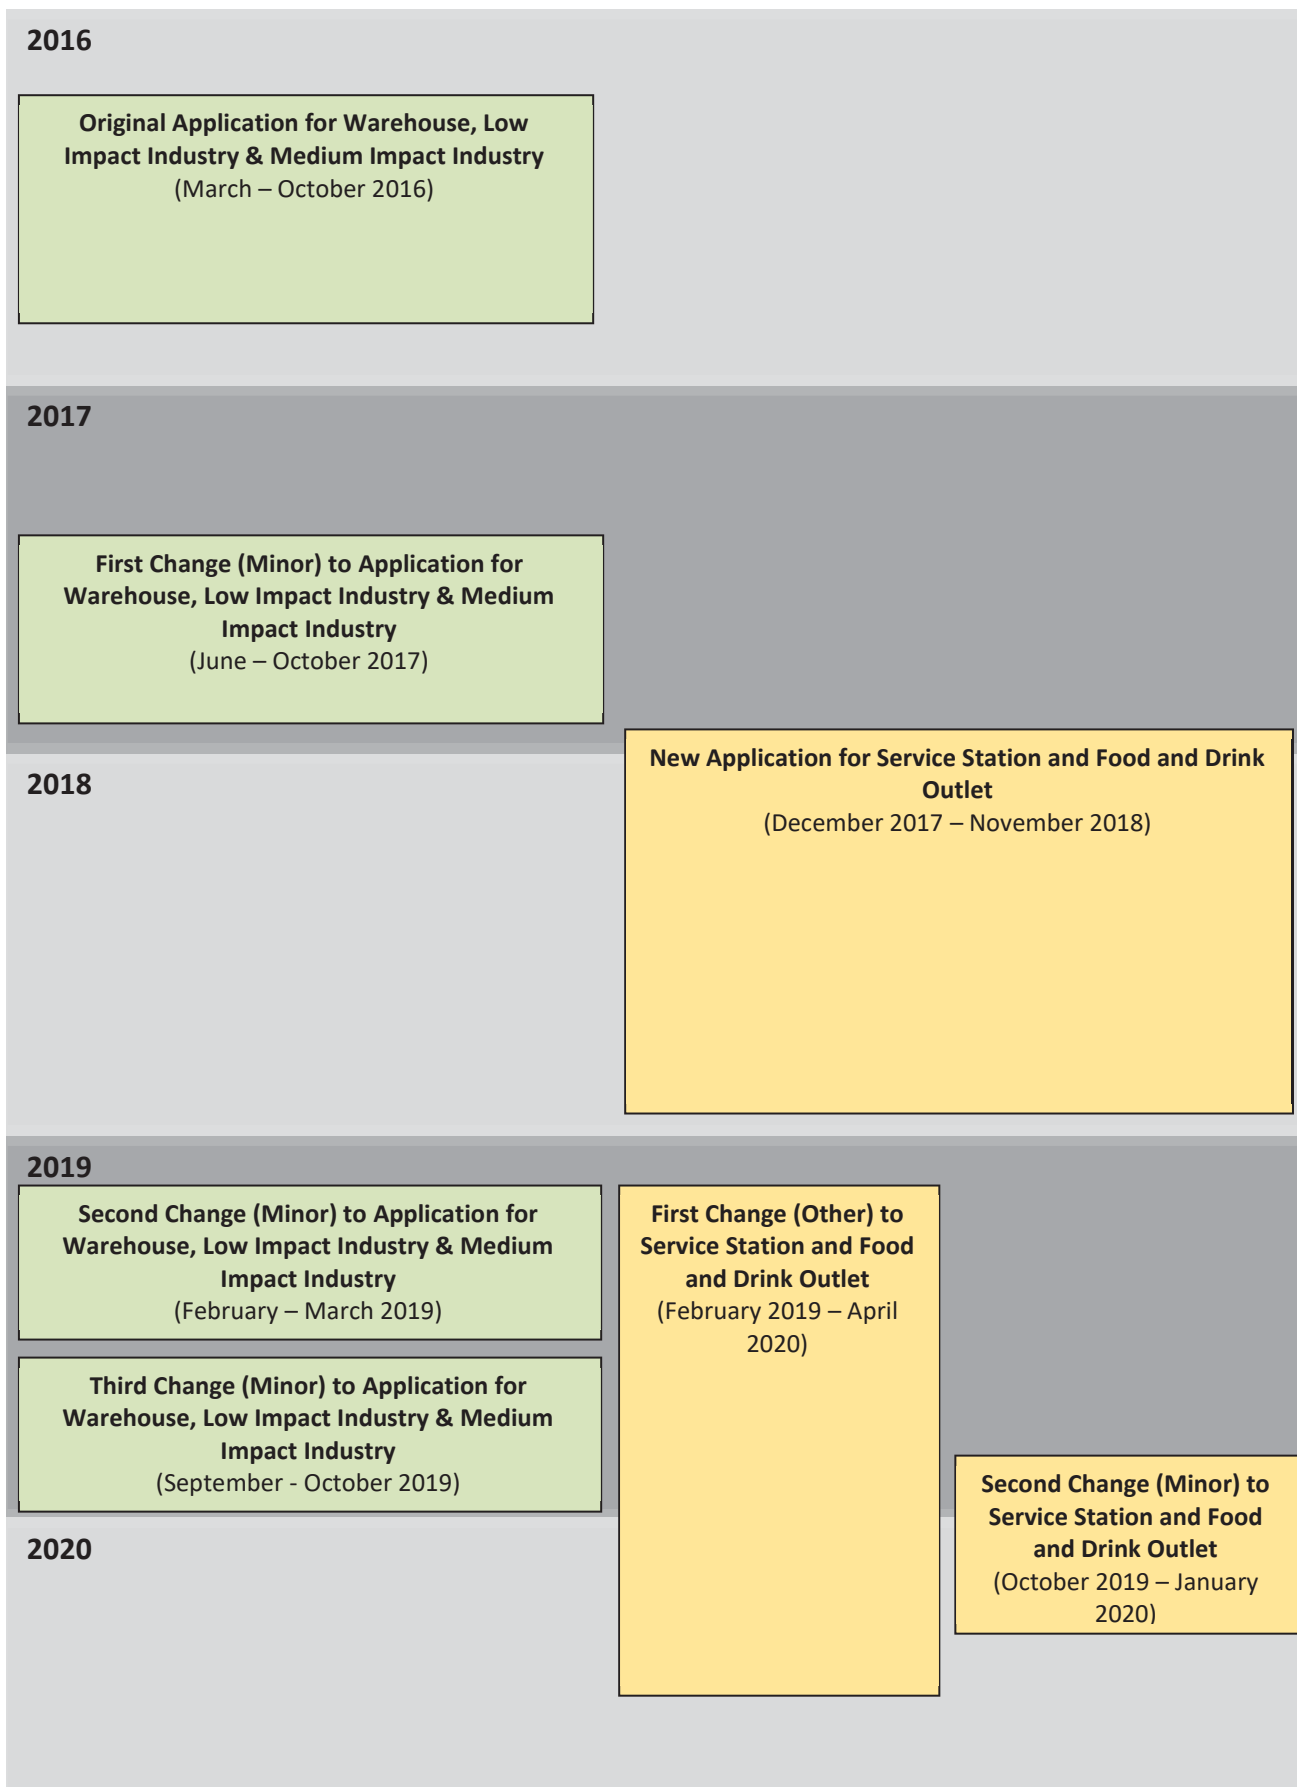 2016
Original Application for Warehouse, Low
Impact Industry & Medium Impact Industry
(March – October 2016)
2017
First Change (Minor) to Application for
Warehouse, Low Impact Industry & Medium
Impact Industry
(June – October 2017)
New Application for Service Station and Food and Drink
Outlet
(December 2017 – November 2018)
2018
2019
Second Change (Minor) to Application for
Warehouse, Low Impact Industry & Medium
Impact Industry
(February – March 2019)
First Change (Other) to
Service Station and Food
and Drink Outlet
(February 2019 – April
2020)
Third Change (Minor) to Application for
Warehouse, Low Impact Industry & Medium
Impact Industry
(September - October 2019)
Second Change (Minor) to
Service Station and Food
and Drink Outlet
(October 2019 – January
2020)
2020